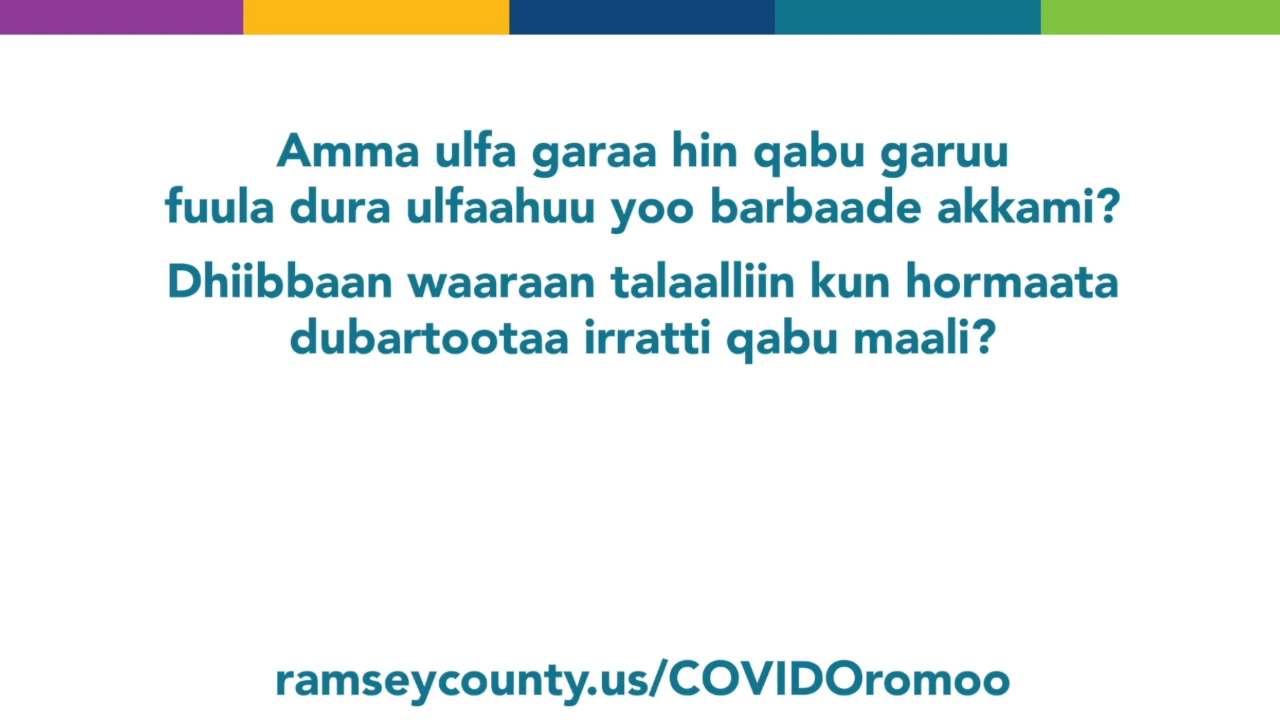 Amma ulfa garaa hin qabu garuu
fuula dura ulfaahuu yoo barbaade akkami?
Dhiibbaan waaraan talaalliin kun hormaata
dubartootaa irratti qabu maali?
ramseycounty.us/COVIDOromoo